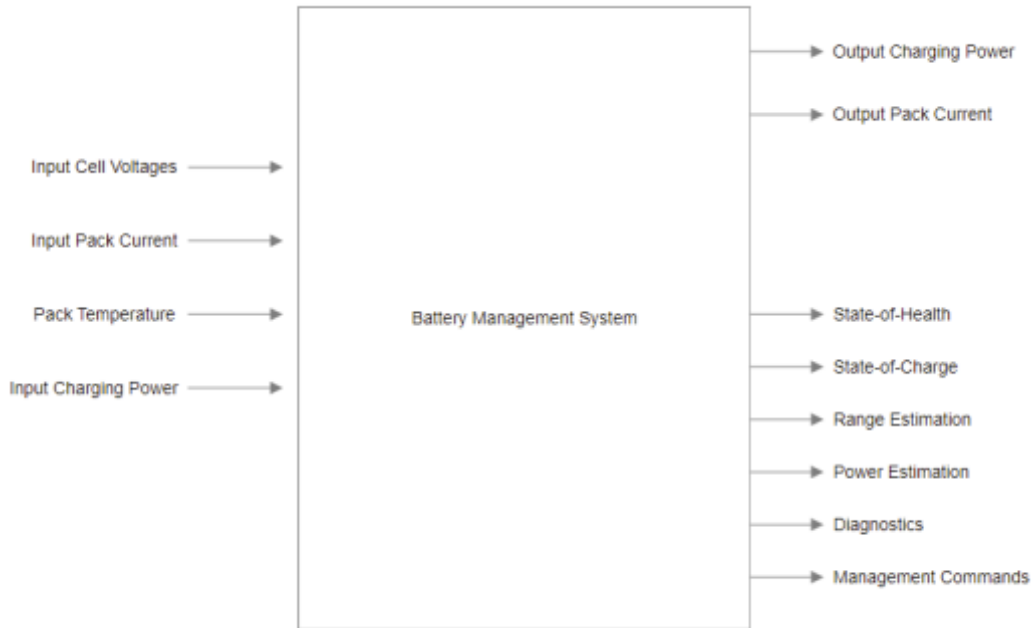 Input Cell Voltages
Input Pack Current
Pack Temperature
Input Charging Power
Battery Management System
Output Charging Power
Output Pack Current
State-of-Health
State-of-Charge
Range Estimation
Power Estimation
Diagnostics
Management Commands